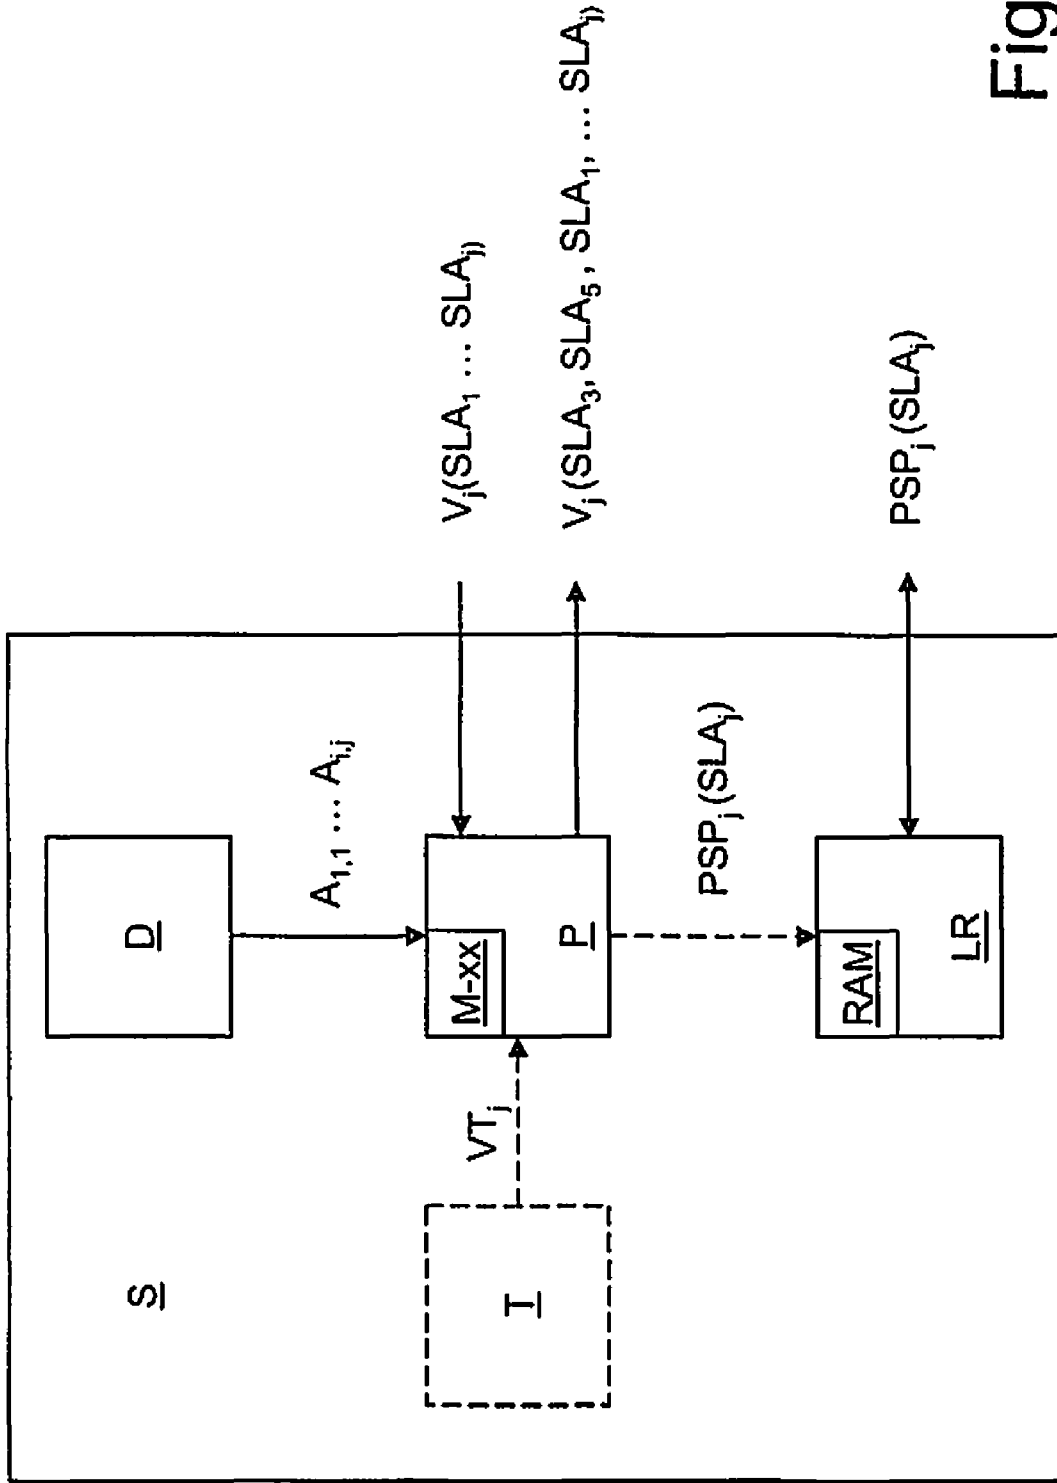 S
D
A₁,₁ ... Aᵢ,ⱼ
Vⱼ(SLA₁ ... SLAⱼ)
VTⱼ
M-xx
T
P
Vⱼ(SLA₃, SLA₅, SLA₁, ... SLAⱼ)
PSPⱼ(SLAⱼ)
RAM
PSPⱼ(SLAⱼ)
LR
Fig